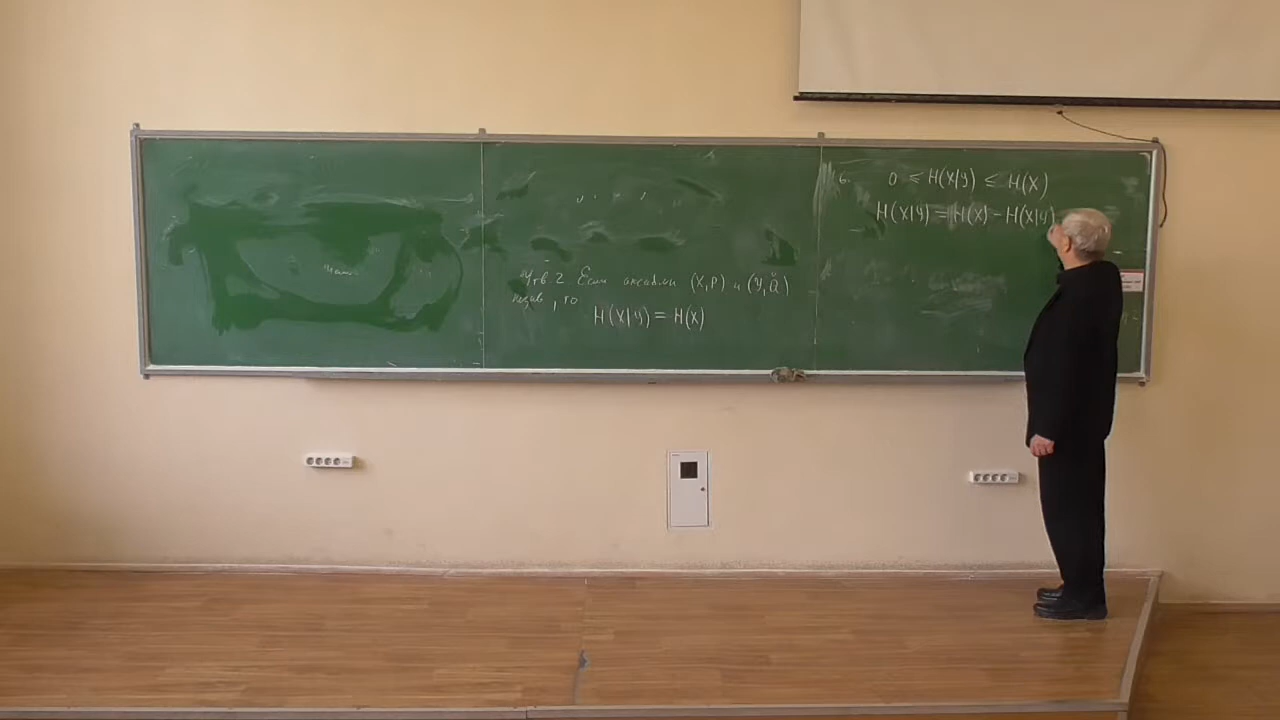 Утв. 2. Если ансамбли (X, P) и (Y, Q)
незав, то
H(X|Y) = H(X)
6. 0 ≤ H(X|Y) ≤ H(X)
H(X|Y) = H(X) - H(X|Y)